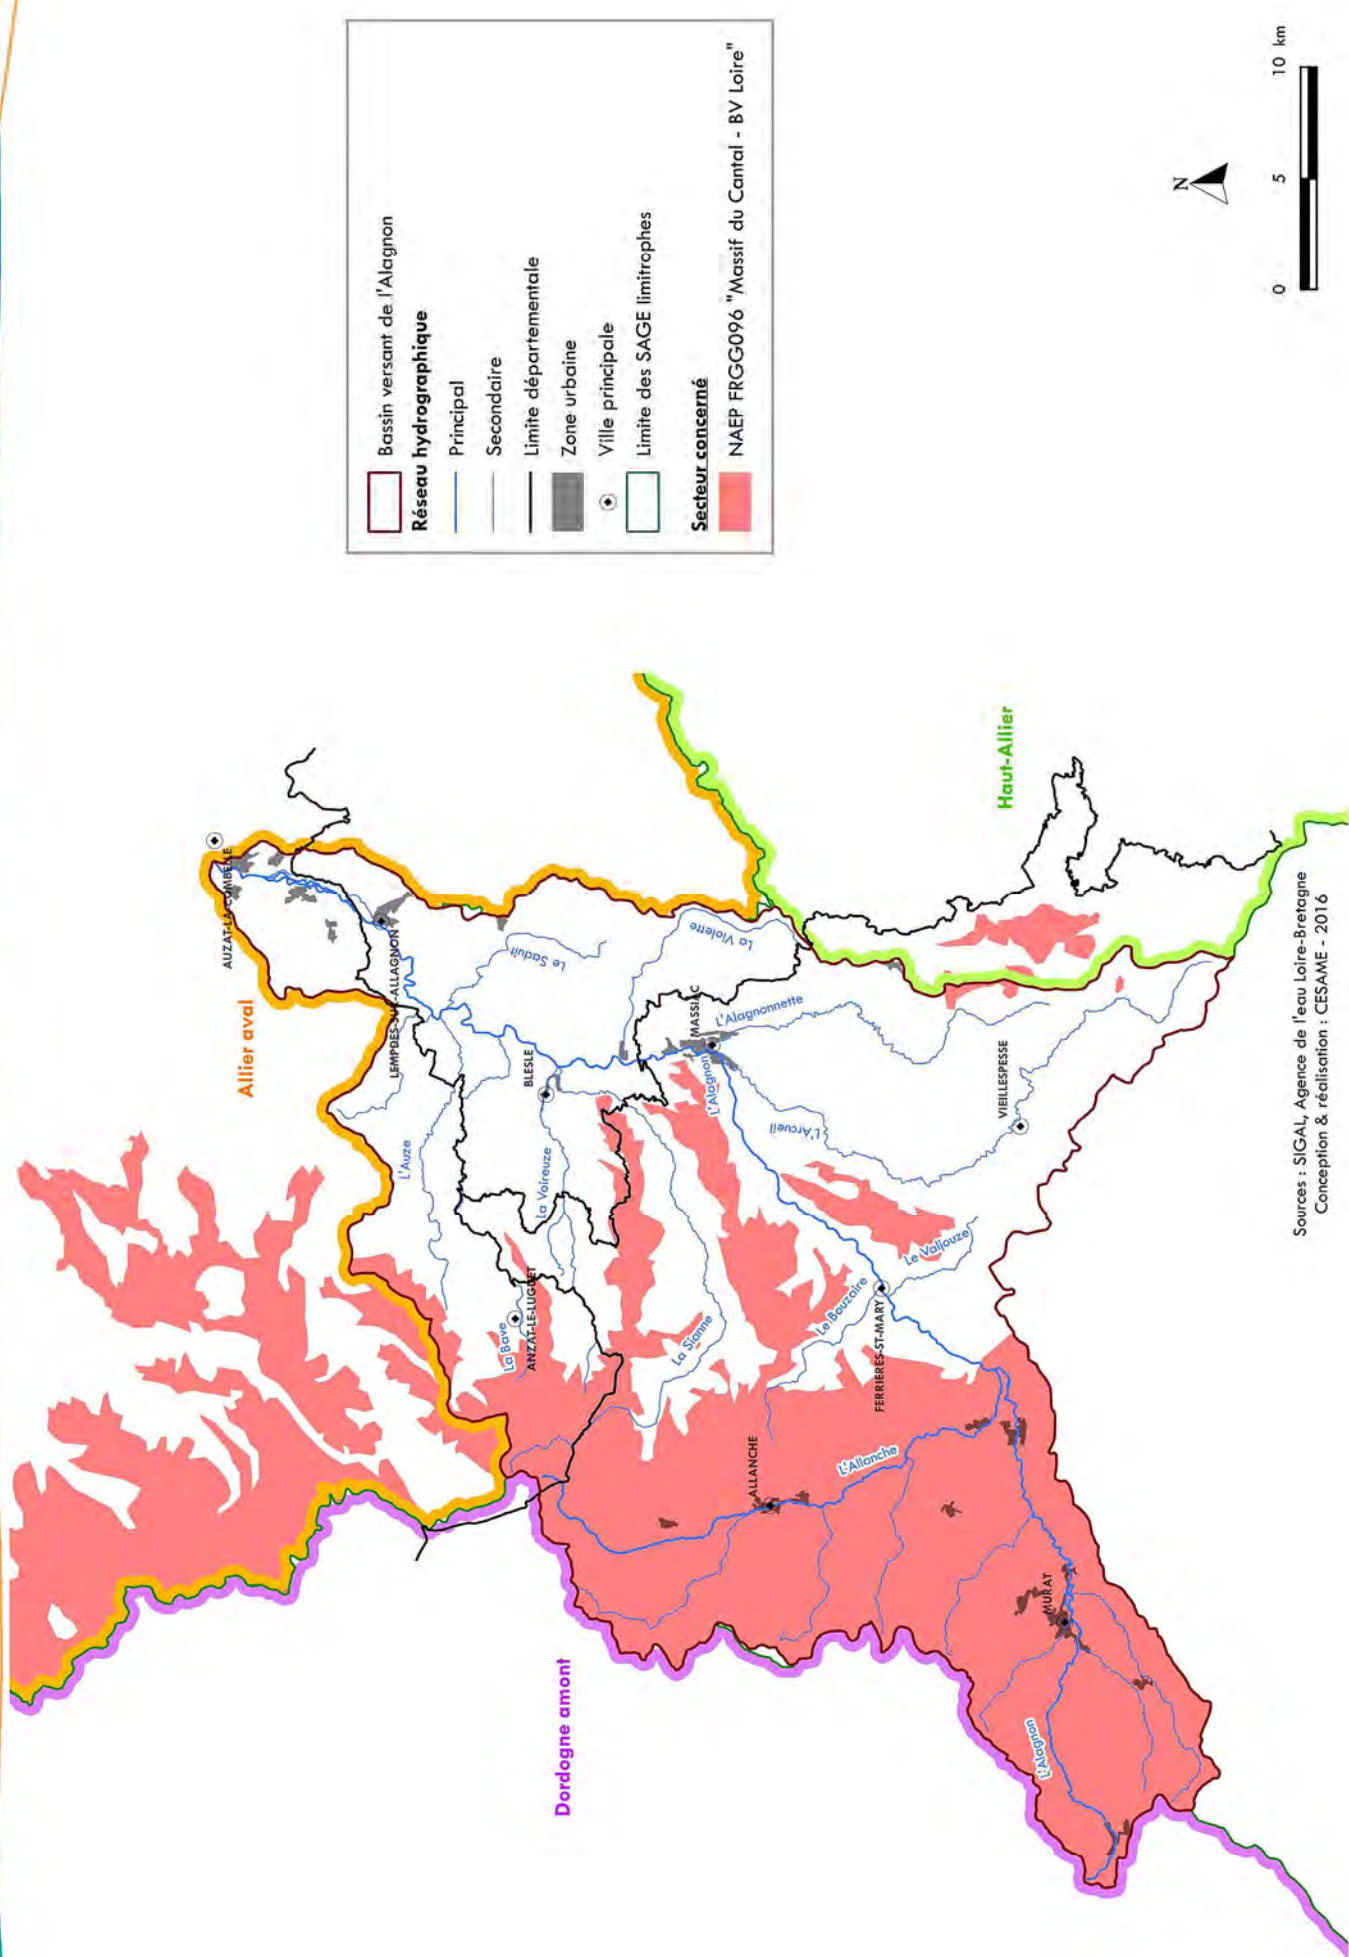 Bassin versant de l'Alagnon
Réseau hydrographique
Principal
Secondaire
Limite départementale
Zone urbaine
Ville principale
Limite des SAGE limitrophes
Secteur concerné
NAEP FRGG096 "Massif du Cantal - BV Loire"
N
0 5 10 km
Allier aval
Haut-Allier
Dordogne amont
AUZAT-LA-COMBELLE
LEMPDES-SUR-ALLAGNON
BLESLE
MASSIAC
ANZAT-LE-LUGUET
VIEILLESPESSE
FERRIERES-ST-MARY
ALLANCHE
MURAT
L'Auze
Le Saduit
La Violette
La Voireuze
La Bave
L'Alagnonnette
L'Alagnon
L'Arcueil
La Sianne
Le Bouzaire
Le Valjouze
L'Allanche
L'Alagnon
Sources : SIGAL, Agence de l'eau Loire-Bretagne
Conception & réalisation : CESAME - 2016